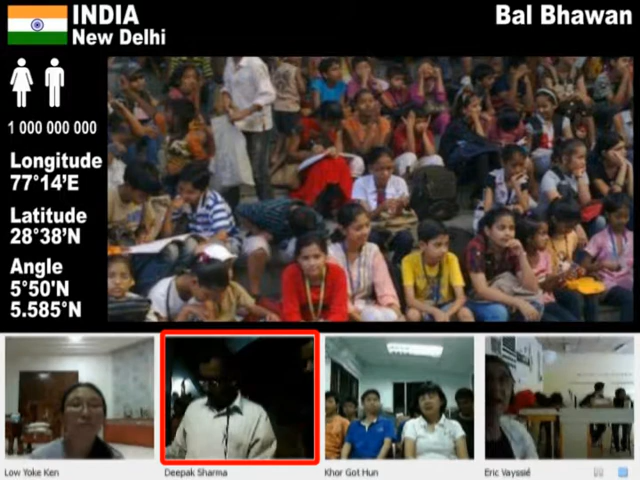 INDIA
New Delhi
Bal Bhawan
1 000 000 000
Longitude
77°14'E
Latitude
28°38'N
Angle
5°50'N
5.585°N
Low Yoke Ken
Deepak Sharma
Khor Got Hun
Eric Vayssié